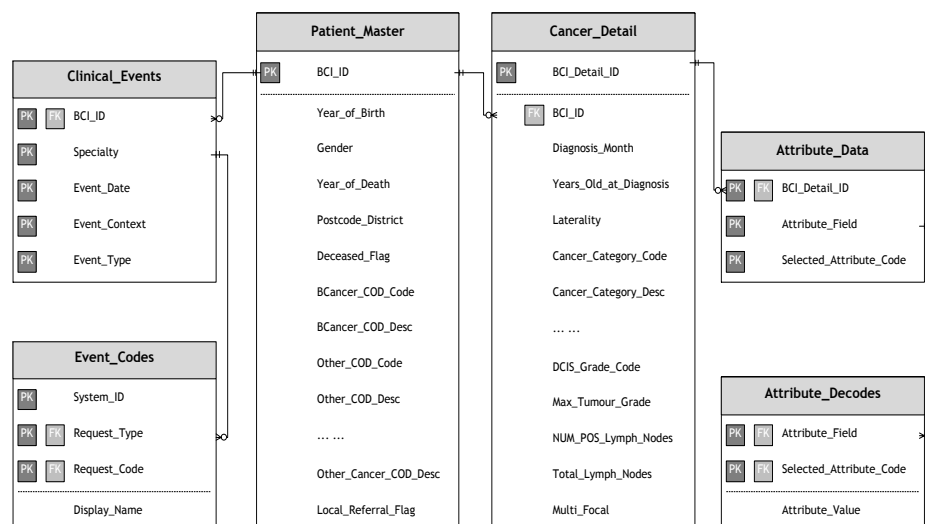 Clinical_Events
PK FK BCI_ID
PK Specialty
PK Event_Date
PK Event_Context
PK Event_Type
Event_Codes
PK System_ID
PK FK Request_Type
PK FK Request_Code
Display_Name
Patient_Master
PK BCI_ID
Year_of_Birth
Gender
Year_of_Death
Postcode_District
Deceased_Flag
BCancer_COD_Code
BCancer_COD_Desc
Other_COD_Code
Other_COD_Desc
... ...
Other_Cancer_COD_Desc
Local_Referral_Flag
Cancer_Detail
PK BCI_Detail_ID
FK BCI_ID
Diagnosis_Month
Years_Old_at_Diagnosis
Laterality
Cancer_Category_Code
Cancer_Category_Desc
... ...
DCIS_Grade_Code
Max_Tumour_Grade
NUM_POS_Lymph_Nodes
Total_Lymph_Nodes
Multi_Focal
Attribute_Data
PK FK BCI_Detail_ID
PK Attribute_Field
PK Selected_Attribute_Code
Attribute_Decodes
PK FK Attribute_Field
PK FK Selected_Attribute_Code
Attribute_Value